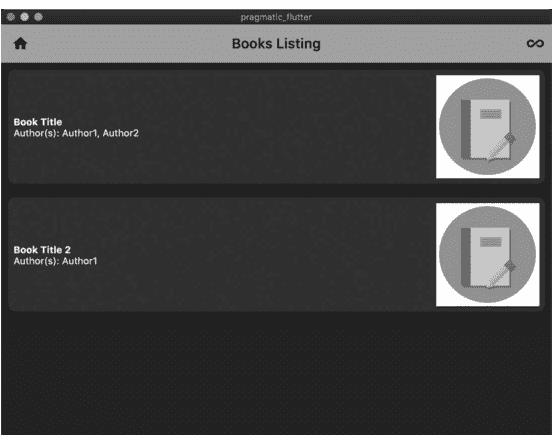 pragmatic_flutter
Books Listing
Book Title
Author(s): Author1, Author2
Book Title 2
Author(s): Author1